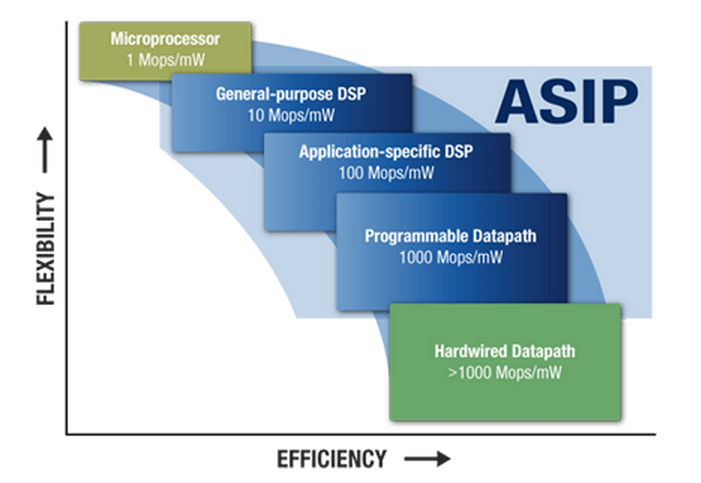 Microprocessor
1 Mops/mW
General-purpose DSP
10 Mops/mW
ASIP
Application-specific DSP
100 Mops/mW
Programmable Datapath
1000 Mops/mW
Hardwired Datapath
>1000 Mops/mW
FLEXIBILITY
EFFICIENCY